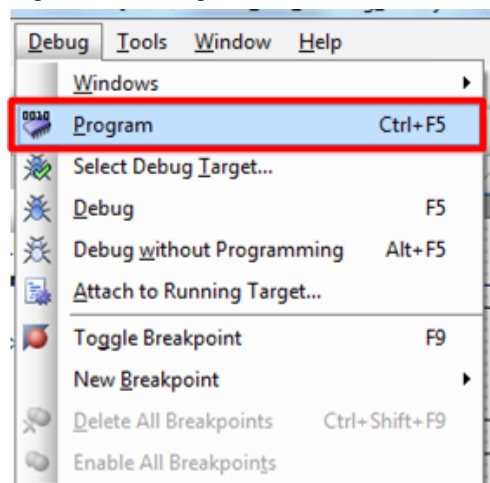 Debug Tools Window Help
Windows
0010
Program Ctrl+F5
Select Debug Target...
Debug F5
Debug without Programming Alt+F5
Attach to Running Target...
Toggle Breakpoint F9
New Breakpoint
Delete All Breakpoints Ctrl+Shift+F9
Enable All Breakpoints